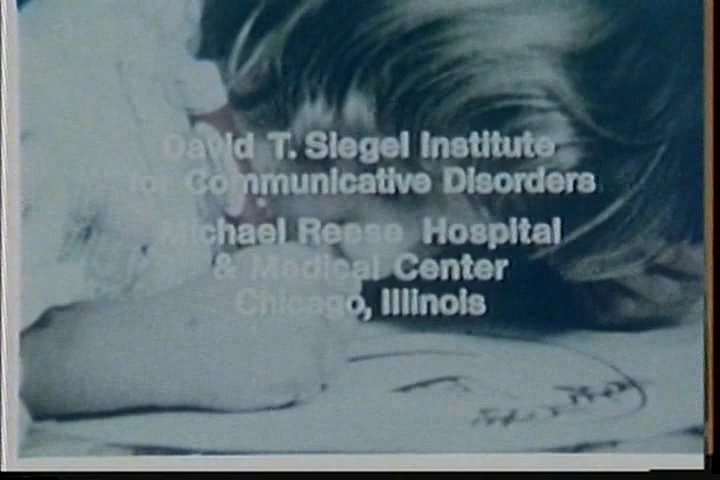 David T. Siegel Institute
for Communicative Disorders
Michael Reese Hospital
& Medical Center
Chicago, Illinois